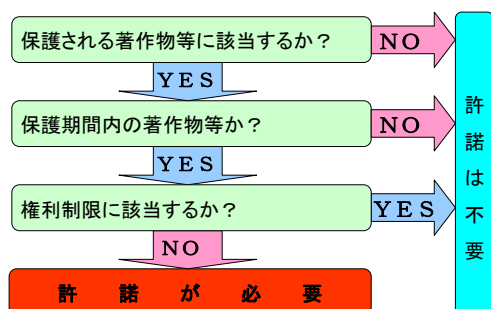 保護される著作物等に該当するか？
NO
YES
保護期間内の著作物等か？
NO
YES
権利制限に該当するか？
YES
NO
許諾が必要
許諾は不要